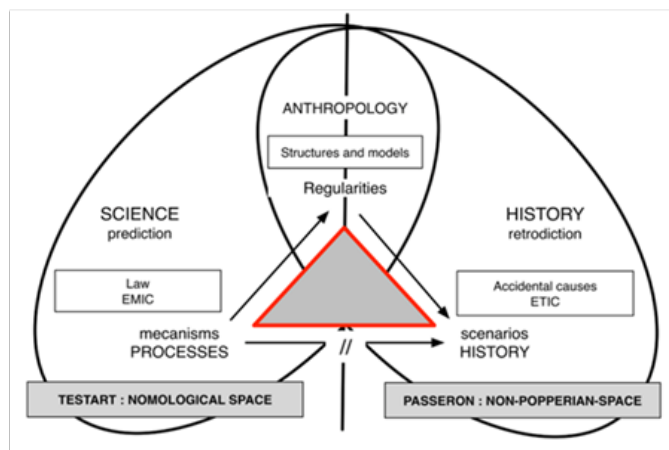 ANTHROPOLOGY
Structures and models
Regularities
SCIENCE
prediction
HISTORY
retrodiction
Law
EMIC
Accidental causes
ETIC
mecanisms
PROCESSES
//
scenarios
HISTORY
TESTART : NOMOLOGICAL SPACE
PASSERON : NON-POPPERIAN-SPACE